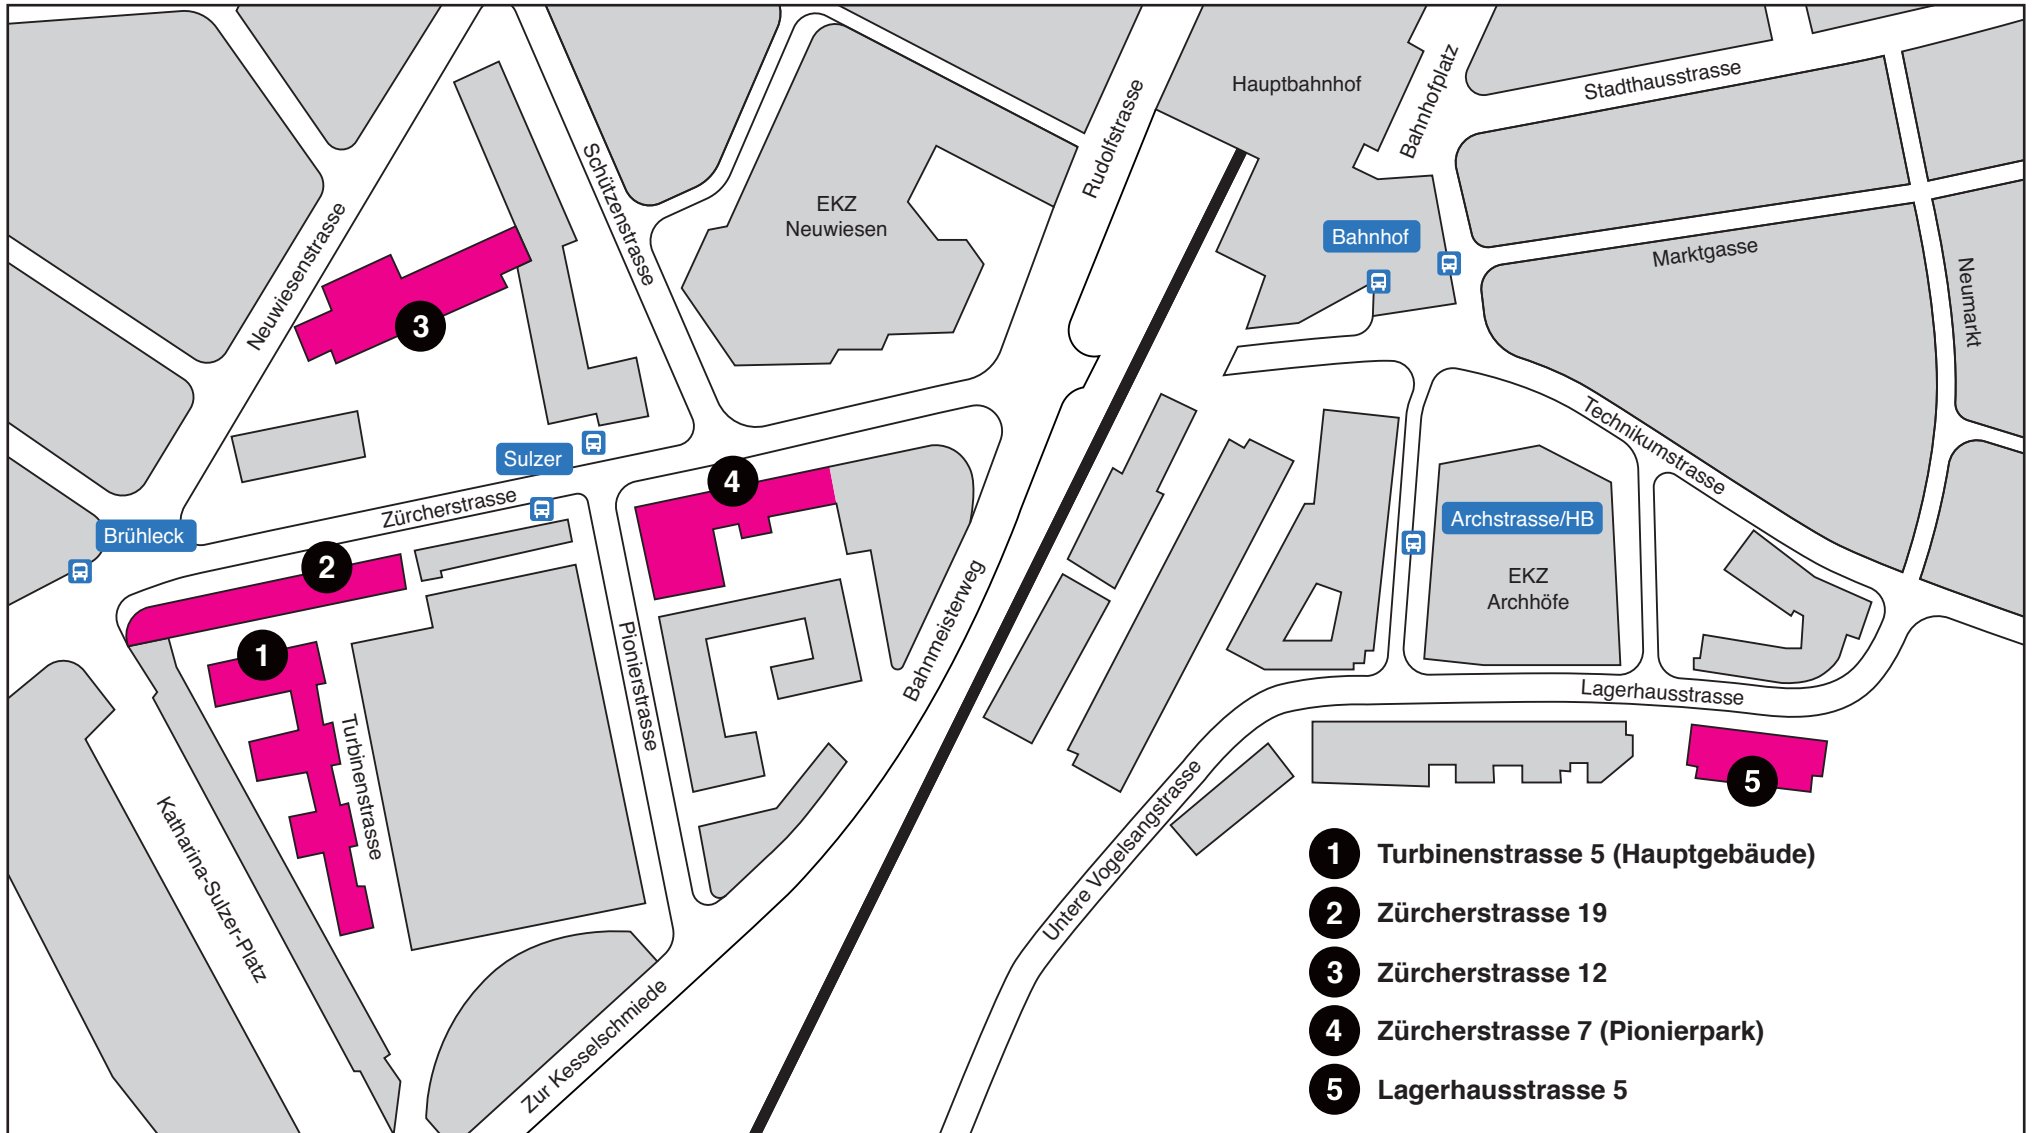 Hauptbahnhof
Bahnhofplatz
Stadthausstrasse
Rudolfstrasse
Schützenstrasse
EKZ
Neuwiesen
Neuwiesenstrasse
Bahnhof
Marktgasse
Neumarkt
3
Technikumstrasse
Sulzer
4
Zürcherstrasse
Brühleck
Archstrasse/HB
2
EKZ
Archhöfe
Bahnmeisterweg
Pionierstrasse
1
Lagerhausstrasse
Turbinenstrasse
5
Katharina-Sulzer-Platz
Untere Vogelsangstrasse
Zur Kesselschmiede
1 Turbinenstrasse 5 (Hauptgebäude)
2 Zürcherstrasse 19
3 Zürcherstrasse 12
4 Zürcherstrasse 7 (Pionierpark)
5 Lagerhausstrasse 5